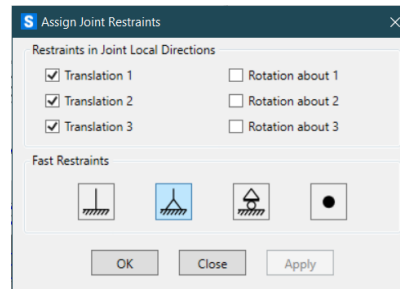 S Assign Joint Restraints
Restraints in Joint Local Directions
Translation 1 Rotation about 1
Translation 2 Rotation about 2
Translation 3 Rotation about 3
Fast Restraints
OK Close Apply